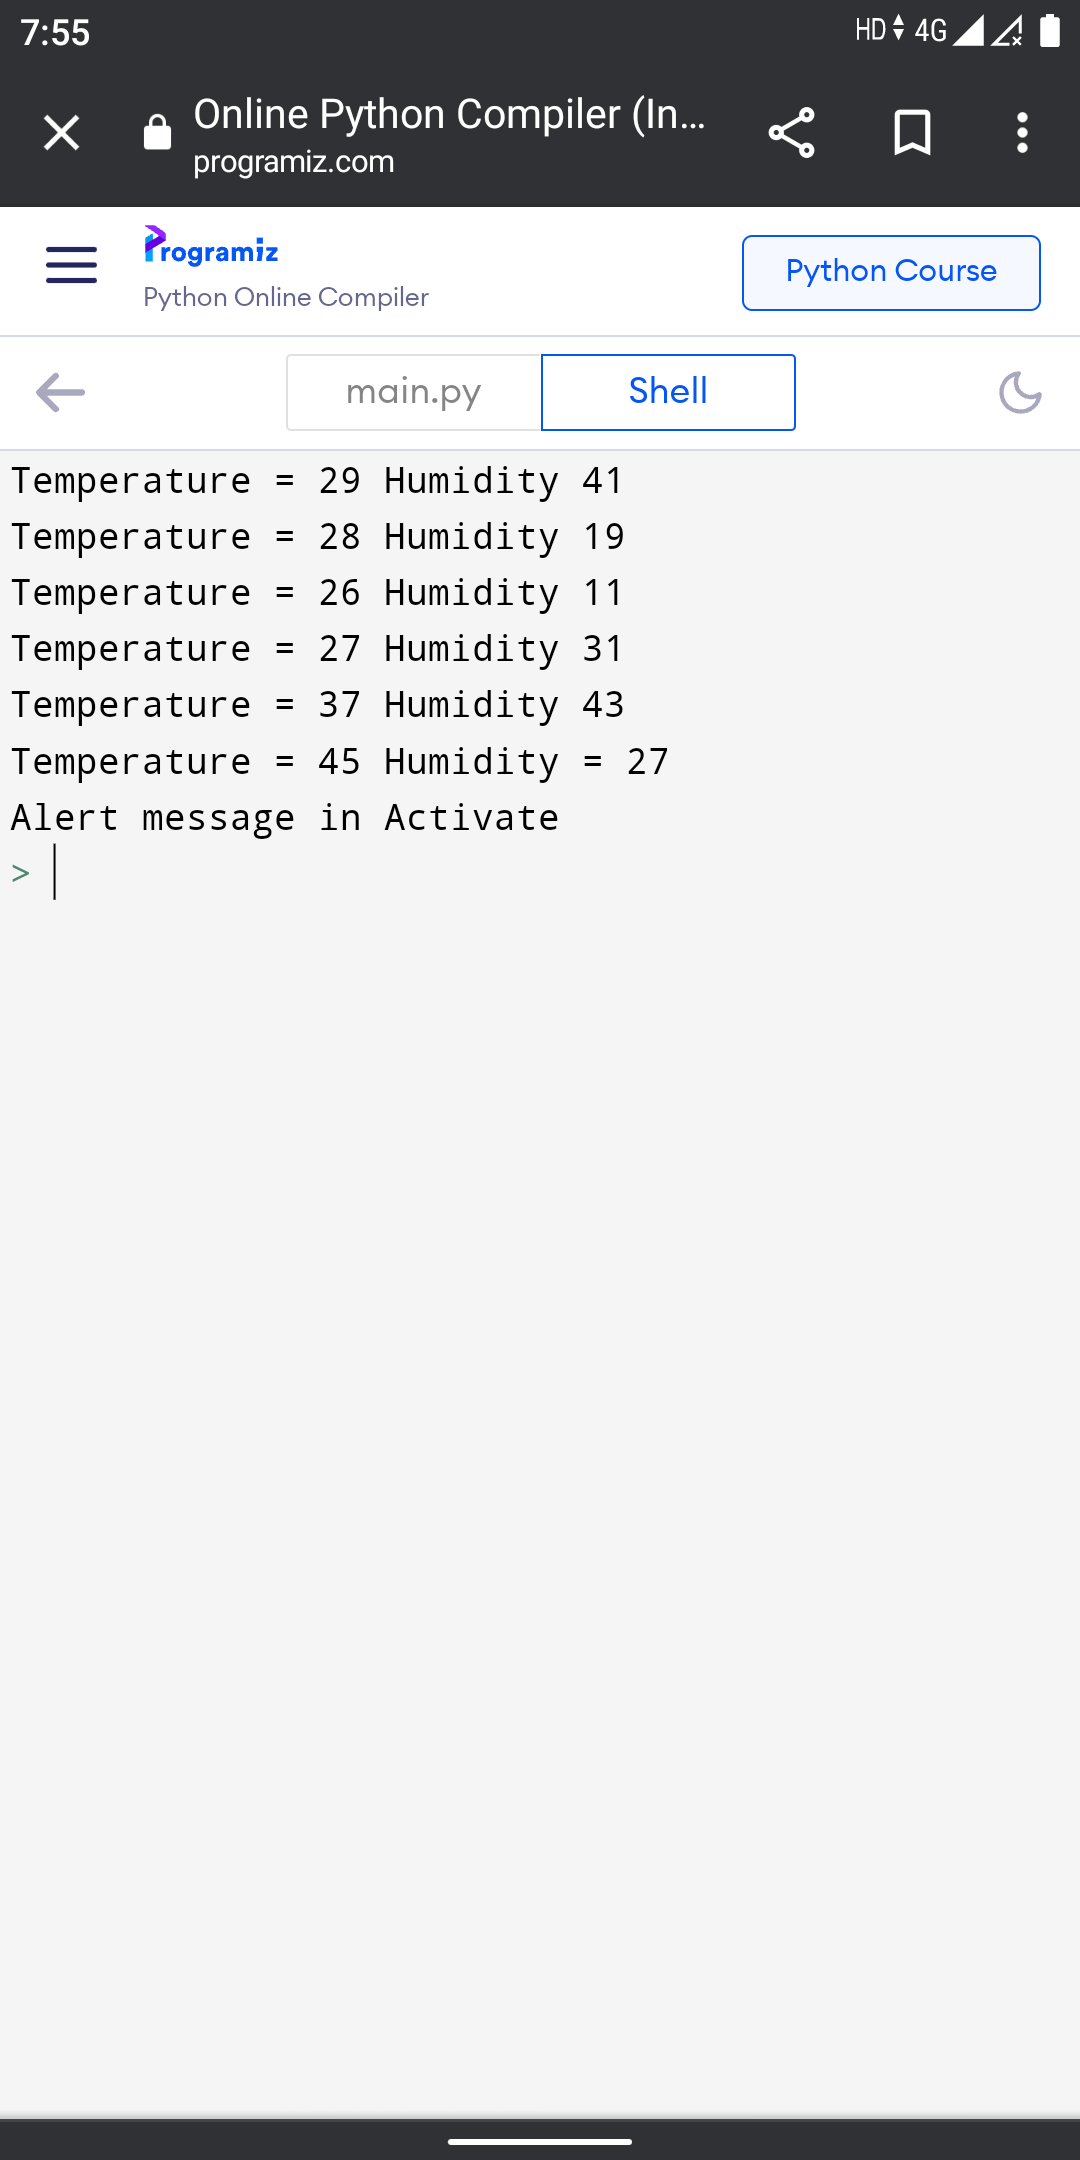 7:55
HD 4G
Online Python Compiler (In...
programiz.com
Programiz
Python Online Compiler
Python Course
main.py
Shell
Temperature = 29 Humidity 41
Temperature = 28 Humidity 19
Temperature = 26 Humidity 11
Temperature = 27 Humidity 31
Temperature = 37 Humidity 43
Temperature = 45 Humidity = 27
Alert message in Activate
>